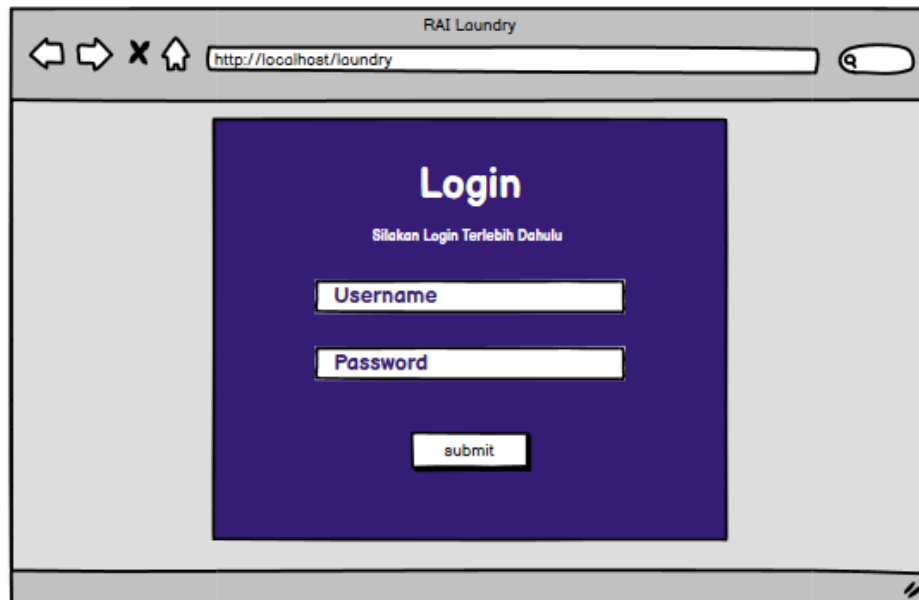 RAI Laundry
http://localhost/laundry
Login
Silakan Login Terlebih Dahulu
Username
Password
submit